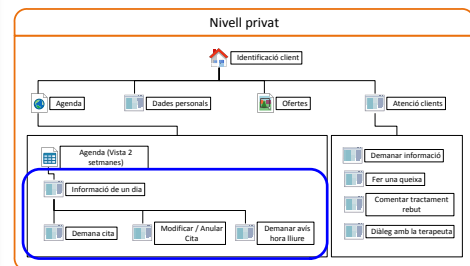 Nivell privat
Identificació client
Agenda
Dades personals
Ofertes
Atenció clients
Agenda (Vista 2
setmanes)
Informació de un dia
Demana cita
Modificar / Anular
Cita
Demanar avís
hora lliure
Demanar informació
Fer una queixa
Comentar tractament
rebut
Diàleg amb la terapeuta